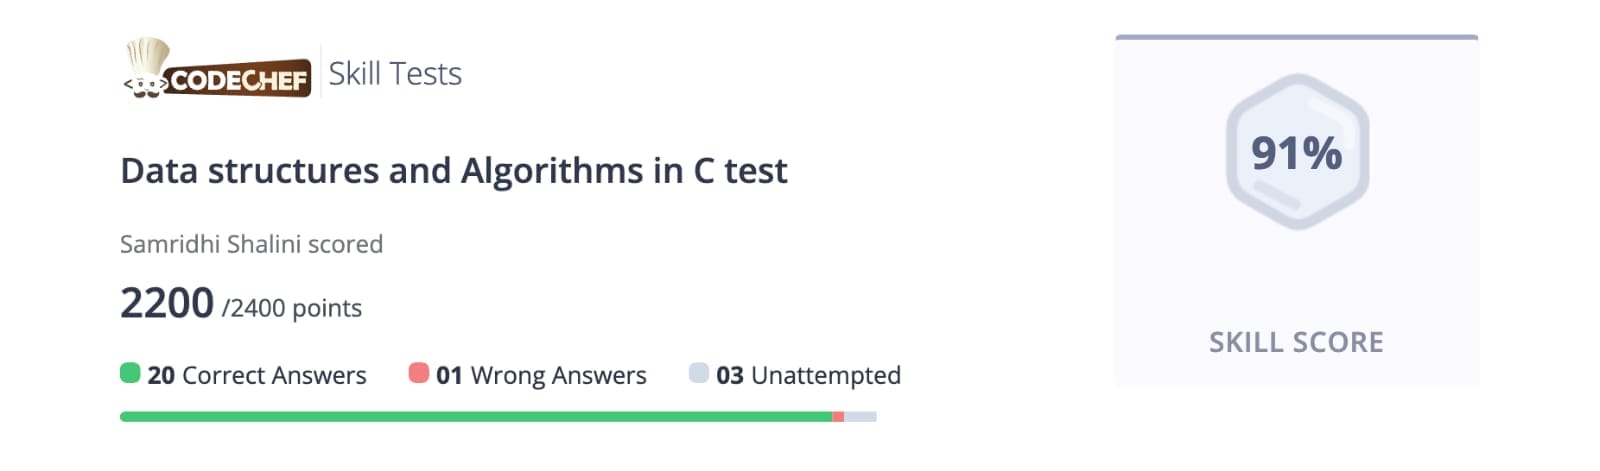 CODECHEF Skill Tests
Data structures and Algorithms in C test
Samridhi Shalini scored
2200 /2400 points
20 Correct Answers 01 Wrong Answers 03 Unattempted
91%
SKILL SCORE